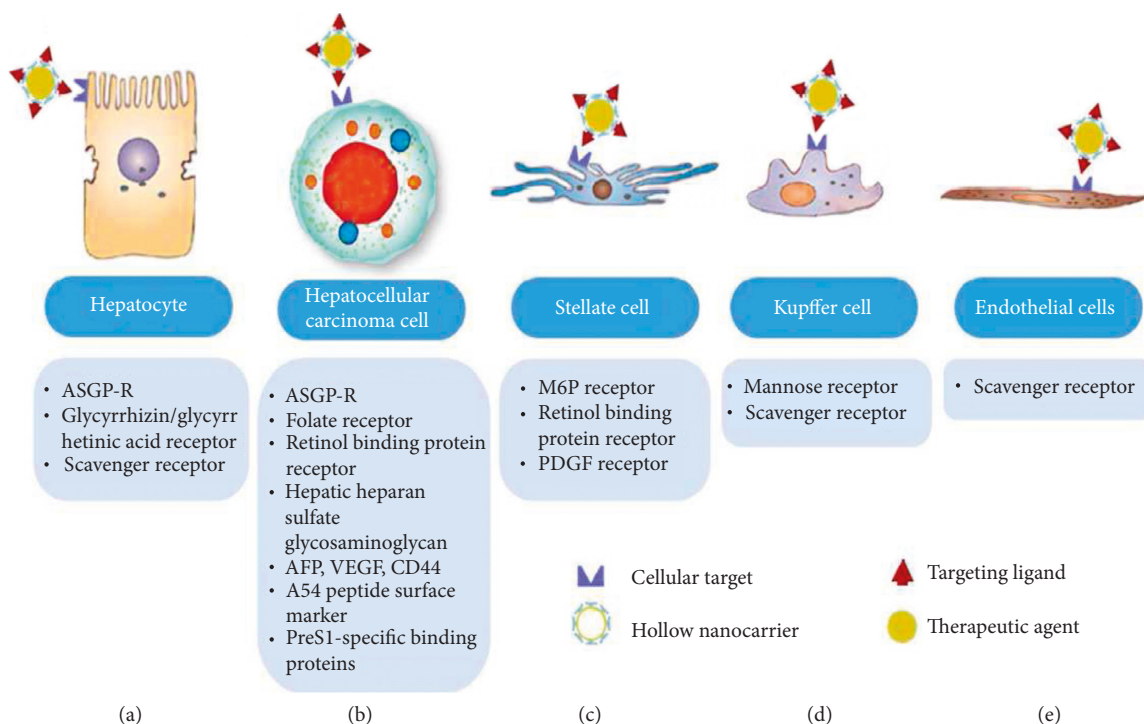 Hepatocyte
Hepatocellular
carcinoma cell
Stellate cell
Kupffer cell
Endothelial cells
• ASGP-R
• Glycyrrhizin/glycyrr
hetinic acid receptor
• Scavenger receptor
• ASGP-R
• Folate receptor
• Retinol binding protein
receptor
• Hepatic heparan
sulfate
glycosaminoglycan
• AFP, VEGF, CD44
• A54 peptide surface
marker
• PreS1-specific binding
proteins
• M6P receptor
• Retinol binding
protein receptor
• PDGF receptor
• Mannose receptor
• Scavenger receptor
• Scavenger receptor
Cellular target
Targeting ligand
Hollow nanocarrier
Therapeutic agent
(a)
(b)
(c)
(d)
(e)